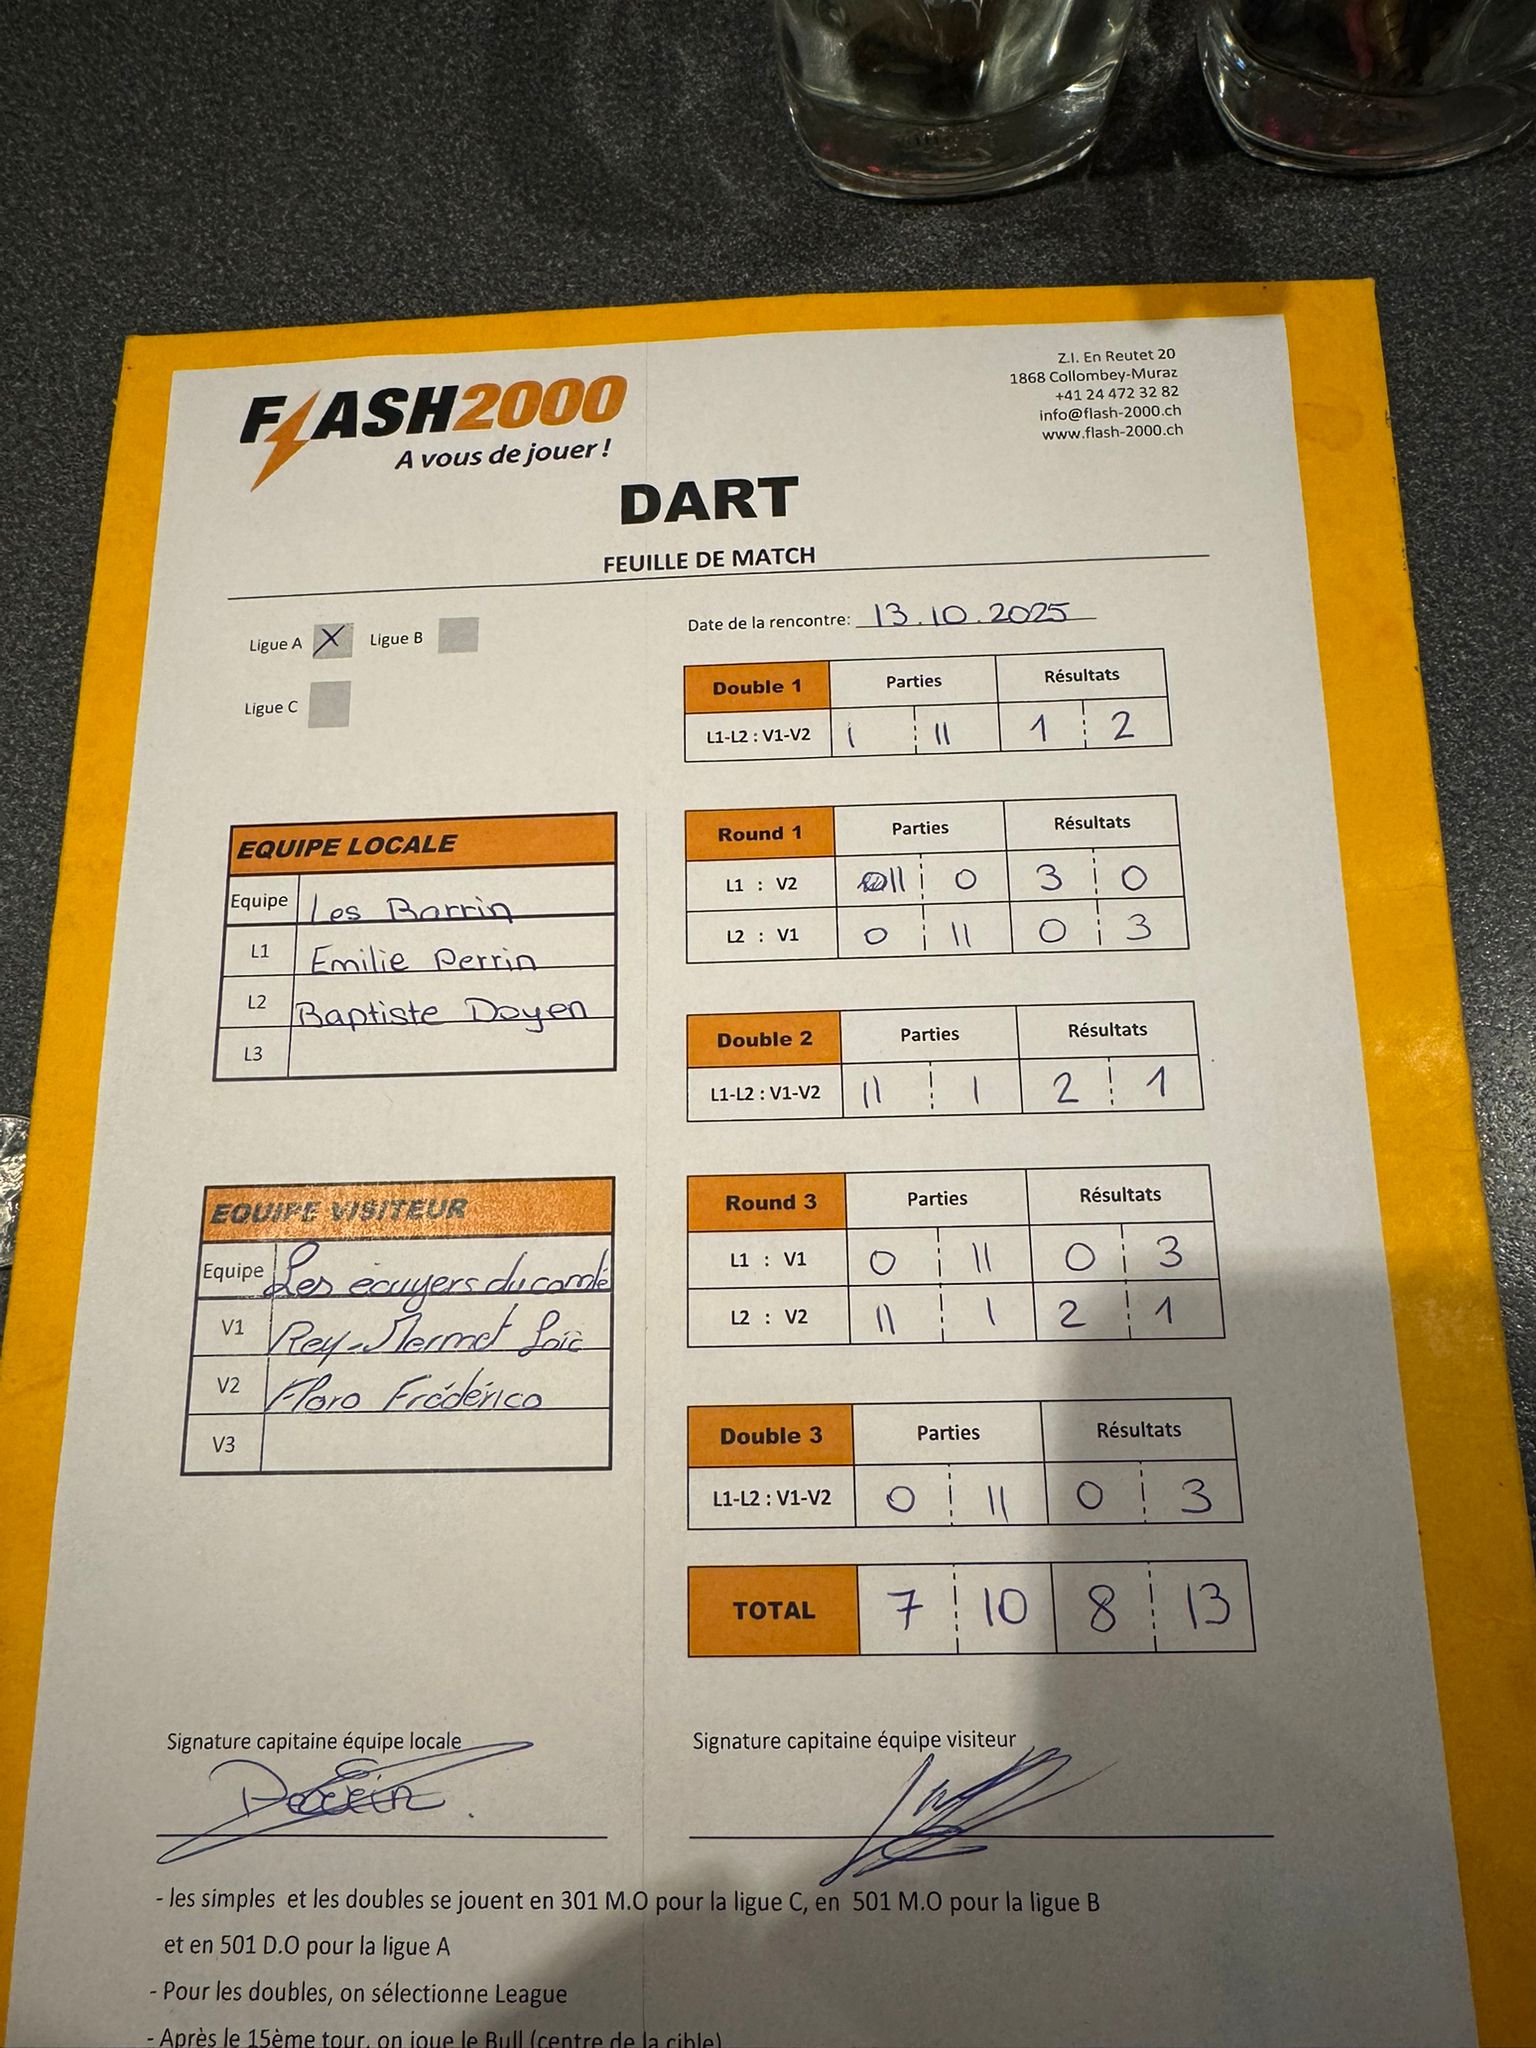 Z.I. En Reutet 20
1868 Collombey-Muraz
+41 24 472 32 82
info@flash-2000.ch
www.flash-2000.ch
FLASH2000
A vous de jouer !
DART
FEUILLE DE MATCH
Ligue A X Ligue B
Ligue C
Date de la rencontre: 13.10.2025
EQUIPE LOCALE
Equipe Les Barrin
L1 Emilie Perrin
L2 Baptiste Doyen
L3
EQUIPE VISITEUR
Equipe Les écuyers du comté
V1 Rey-Mermet Loïc
V2 Floro Frédérico
V3
Double 1 Parties Résultats
L1-L2 : V1-V2 I II 1 2
Round 1 Parties Résultats
L1 : V2 II 0 3 0
L2 : V1 0 II 0 3
Double 2 Parties Résultats
L1-L2 : V1-V2 II I 2 1
Round 3 Parties Résultats
L1 : V1 0 II 0 3
L2 : V2 II I 2 1
Double 3 Parties Résultats
L1-L2 : V1-V2 0 II 0 3
TOTAL 7 10 8 13
Signature capitaine équipe locale
Perrin
Signature capitaine équipe visiteur
- les simples et les doubles se jouent en 301 M.O pour la ligue C, en 501 M.O pour la ligue B
et en 501 D.O pour la ligue A
- Pour les doubles, on sélectionne League
- Après le 15ème tour, on joue le Bull (centre de la cible)